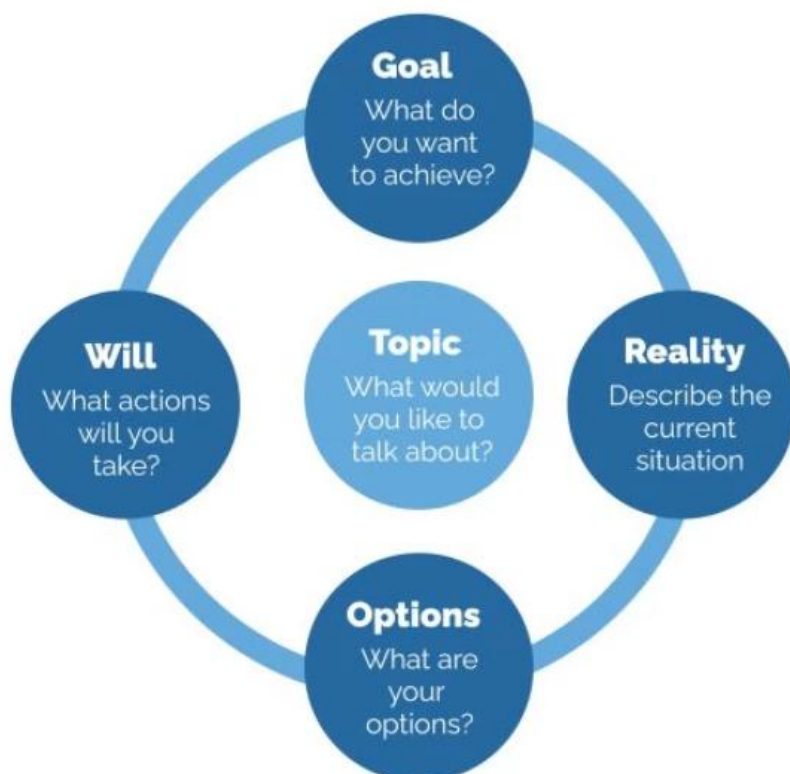 Goal
What do
you want
to achieve?
Topic
What would
you like to
talk about?
Reality
Describe the
current
situation
Options
What are
your
options?
Will
What actions
will you
take?